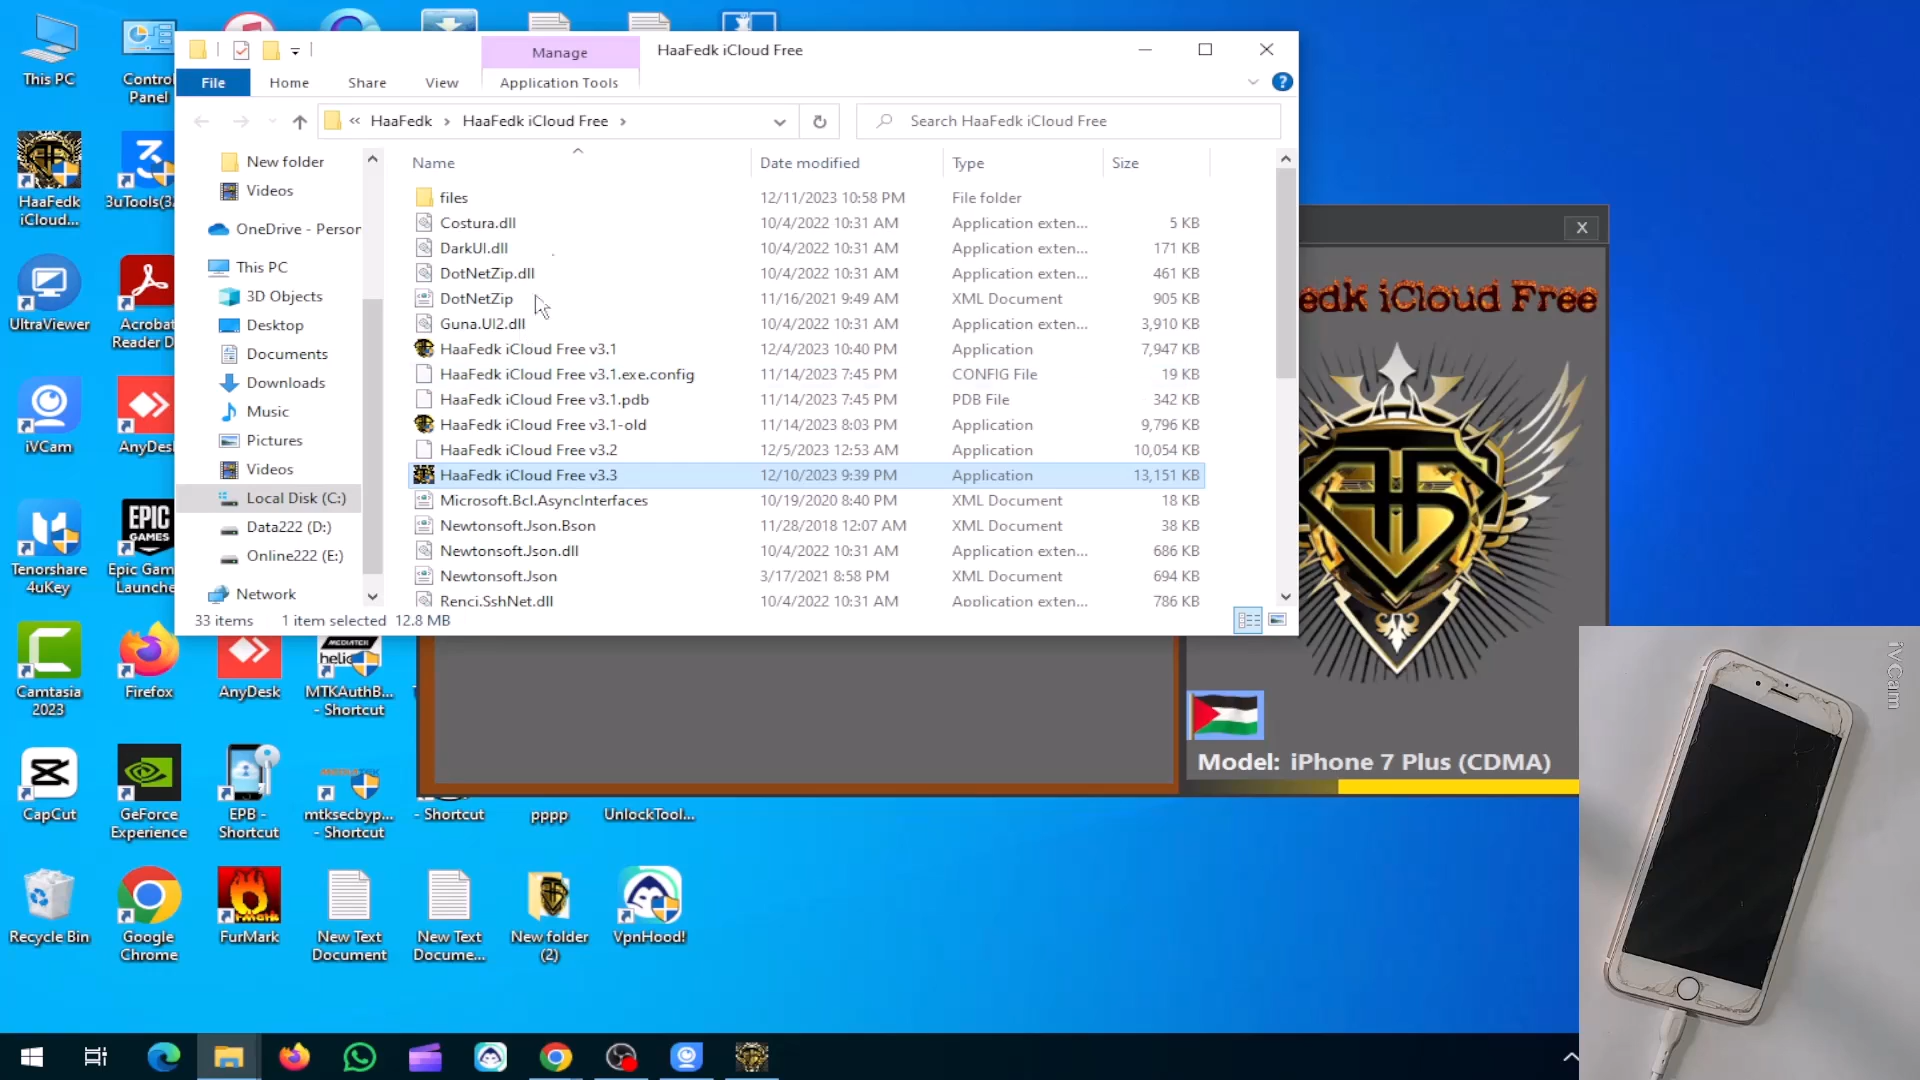 This PC
Control
Panel
HaaFedk
iCloud...
3uTools(3.
UltraViewer
Acrobat
Reader D
iVCam
AnyDesk
Tenorshare
4uKey
EPIC
GAMES
Epic Gam
Launche
Camtasia
2023
Firefox
AnyDesk
MEDIATEK
helio
MTKAuthB...
- Shortcut
CapCut
GeForce
Experience
EPB -
Shortcut
mtksecbyp...
- Shortcut
- Shortcut
pppp
UnlockTool...
Recycle Bin
Google
Chrome
FurMark
New Text
Document
New Text
Docume...
New folder
(2)
VpnHood!
Manage
HaaFedk iCloud Free
File
Home
Share
View
Application Tools
« HaaFedk › HaaFedk iCloud Free ›
Search HaaFedk iCloud Free
New folder
Videos
OneDrive - Person
This PC
3D Objects
Desktop
Documents
Downloads
Music
Pictures
Videos
Local Disk (C:)
Data222 (D:)
Online222 (E:)
Network
Name Date modified Type Size
files 12/11/2023 10:58 PM File folder
Costura.dll 10/4/2022 10:31 AM Application exten... 5 KB
DarkUI.dll 10/4/2022 10:31 AM Application exten... 171 KB
DotNetZip.dll 10/4/2022 10:31 AM Application exten... 461 KB
DotNetZip 11/16/2021 9:49 AM XML Document 905 KB
Guna.UI2.dll 10/4/2022 10:31 AM Application exten... 3,910 KB
HaaFedk iCloud Free v3.1 12/4/2023 10:40 PM Application 7,947 KB
HaaFedk iCloud Free v3.1.exe.config 11/14/2023 7:45 PM CONFIG File 19 KB
HaaFedk iCloud Free v3.1.pdb 11/14/2023 7:45 PM PDB File 342 KB
HaaFedk iCloud Free v3.1-old 11/14/2023 8:03 PM Application 9,796 KB
HaaFedk iCloud Free v3.2 12/5/2023 12:53 AM Application 10,054 KB
HaaFedk iCloud Free v3.3 12/10/2023 9:39 PM Application 13,151 KB
Microsoft.Bcl.AsyncInterfaces 10/19/2020 8:40 PM XML Document 18 KB
Newtonsoft.Json.Bson 11/28/2018 12:07 AM XML Document 38 KB
Newtonsoft.Json.dll 10/4/2022 10:31 AM Application exten... 686 KB
Newtonsoft.Json 3/17/2021 8:58 PM XML Document 694 KB
Renci.SshNet.dll 10/4/2022 10:31 AM Application exten... 786 KB
33 items 1 item selected 12.8 MB
X
edk iCloud Free
Model: iPhone 7 Plus (CDMA)
iVCam